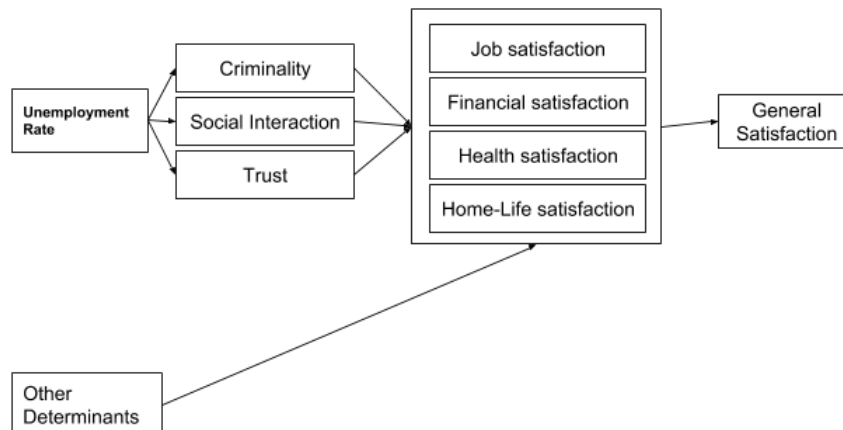 Unemployment
Rate
Criminality
Social Interaction
Trust
Job satisfaction
Financial satisfaction
Health satisfaction
Home-Life satisfaction
General
Satisfaction
Other
Determinants